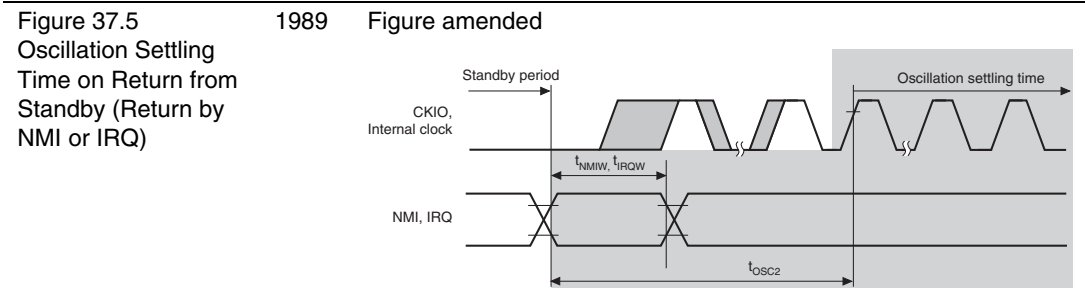 Figure 37.5
Oscillation Settling
Time on Return from
Standby (Return by
NMI or IRQ)
1989
Figure amended
Standby period
Oscillation settling time
CKIO,
Internal clock
tNMIW, tIRQW
NMI, IRQ
tOSC2